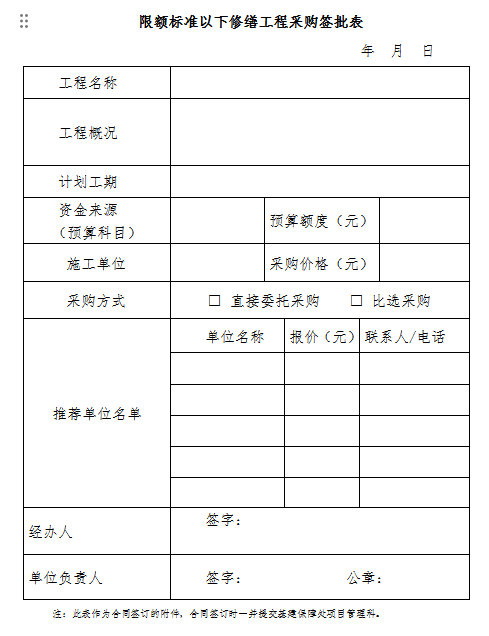 限额标准以下修缮工程采购签批表
年 月 日
工程名称
工程概况
计划工期
资金来源
（预算科目） 预算额度（元）
施工单位 采购价格（元）
采购方式 □ 直接委托采购 □ 比选采购
单位名称 报价（元） 联系人/电话
推荐单位名单
签字：
经办人
单位负责人 签字： 公章：
注：此表作为合同签订的附件，合同签订时一并提交基建保障处项目管理科。